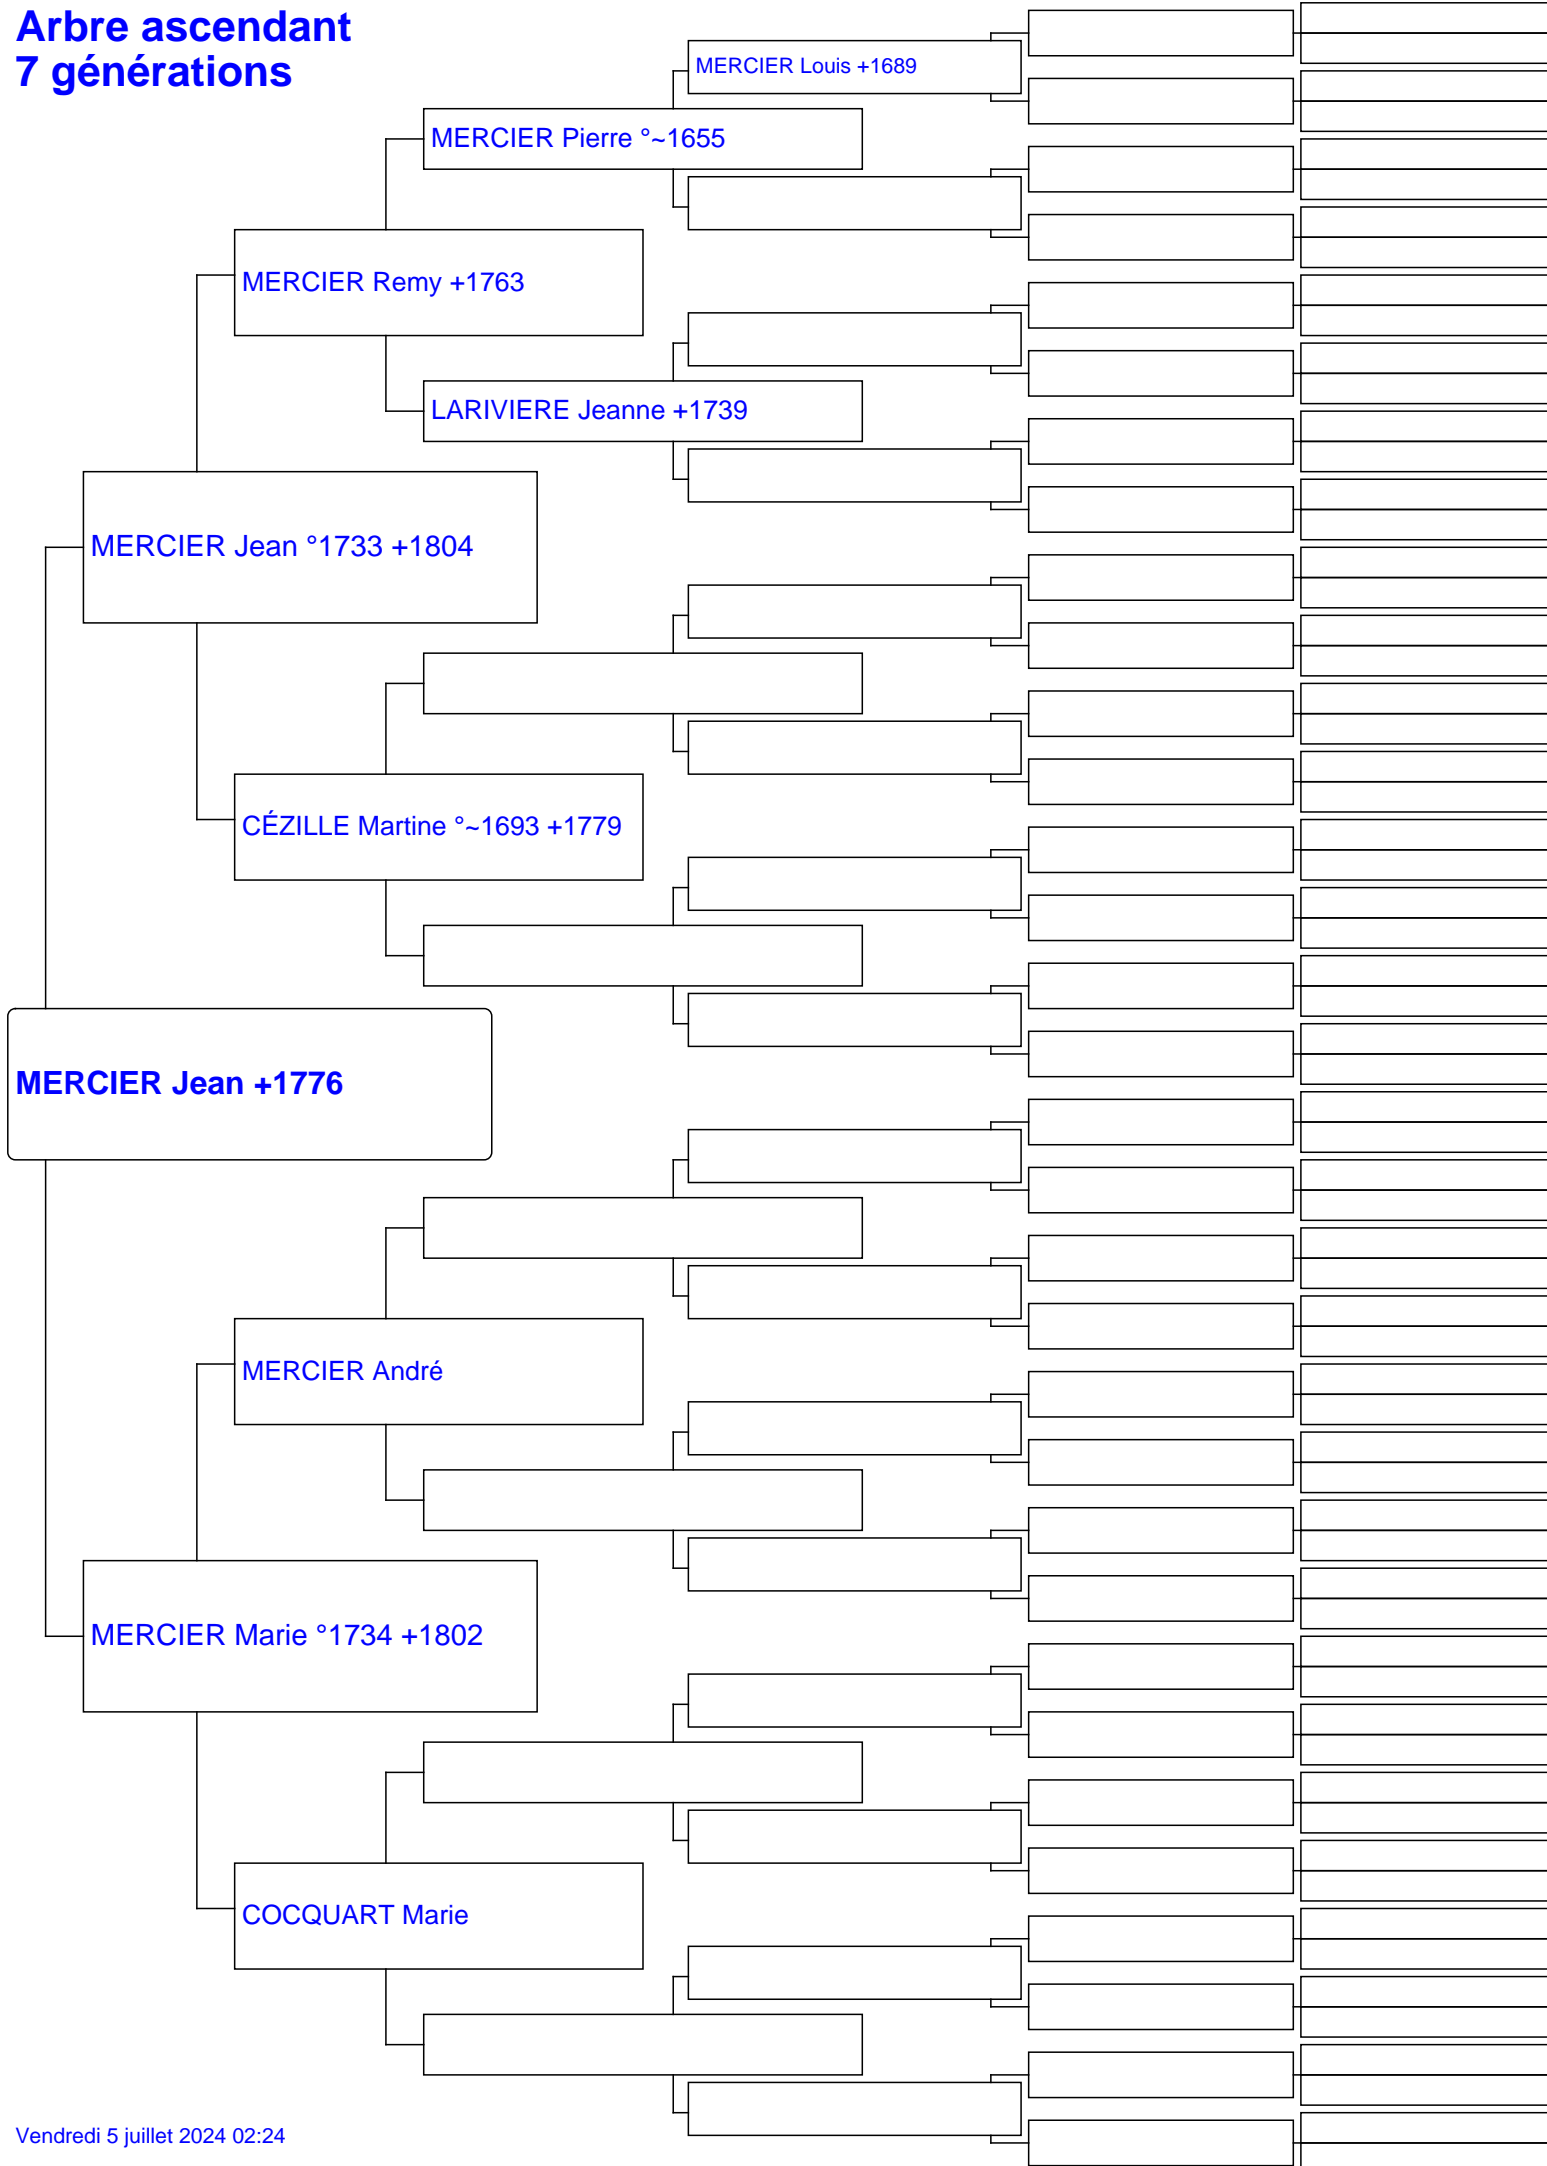 Arbre ascendant
7 générations
MERCIER Louis +1689
MERCIER Pierre °~1655
MERCIER Remy +1763
LARIVIERE Jeanne +1739
MERCIER Jean °1733 +1804
CÉZILLE Martine °~1693 +1779
MERCIER Jean +1776
MERCIER André
MERCIER Marie °1734 +1802
COCQUART Marie
Vendredi 5 juillet 2024 02:24